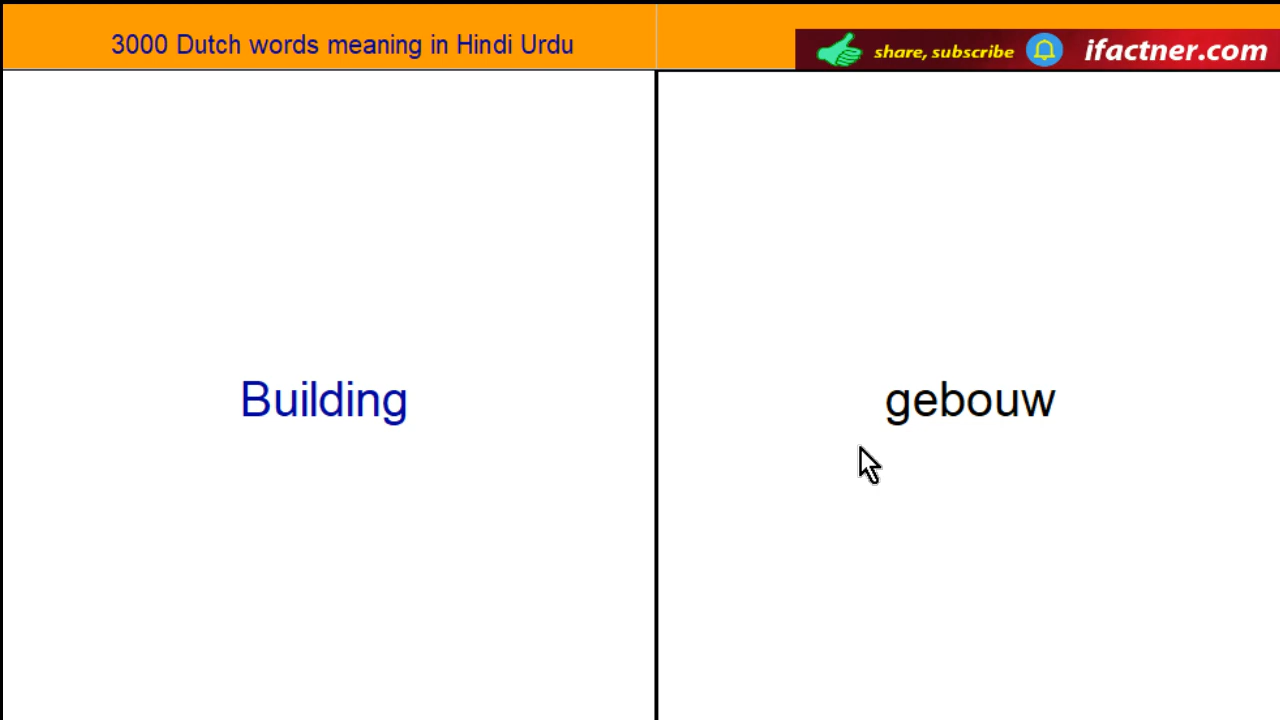 3000 Dutch words meaning in Hindi Urdu
share, subscribe
ifactner.com
Building
gebouw